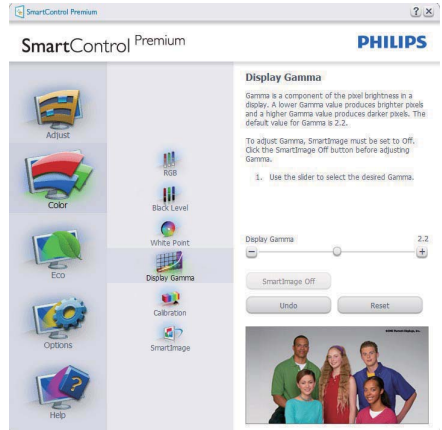 SmartControl Premium
? ×
SmartControl Premium
PHILIPS
Adjust
Color
Eco
Options
Help
RGB
Black Level
White Point
Display Gamma
Calibration
SmartImage
Display Gamma
Gamma is a component of the pixel brightness in a
display. A lower Gamma value produces brighter pixels
and a higher Gamma value produces darker pixels. The
default value for Gamma is 2.2.
To adjust Gamma, SmartImage must be set to Off.
Click the SmartImage Off button before adjusting
Gamma.
1. Use the slider to select the desired Gamma.
Display Gamma 2.2
SmartImage Off
Undo Reset